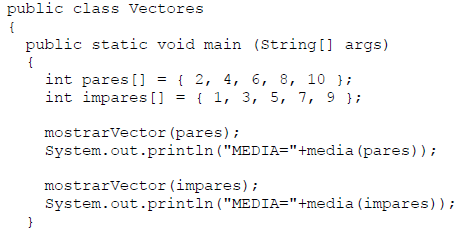 public class Vectores
{
public static void main (String[] args)
{
int pares[] = { 2, 4, 6, 8, 10 };
int impares[] = { 1, 3, 5, 7, 9 };
mostrarVector(pares);
System.out.println("MEDIA="+media(pares));
mostrarVector(impares);
System.out.println("MEDIA="+media(impares));
}